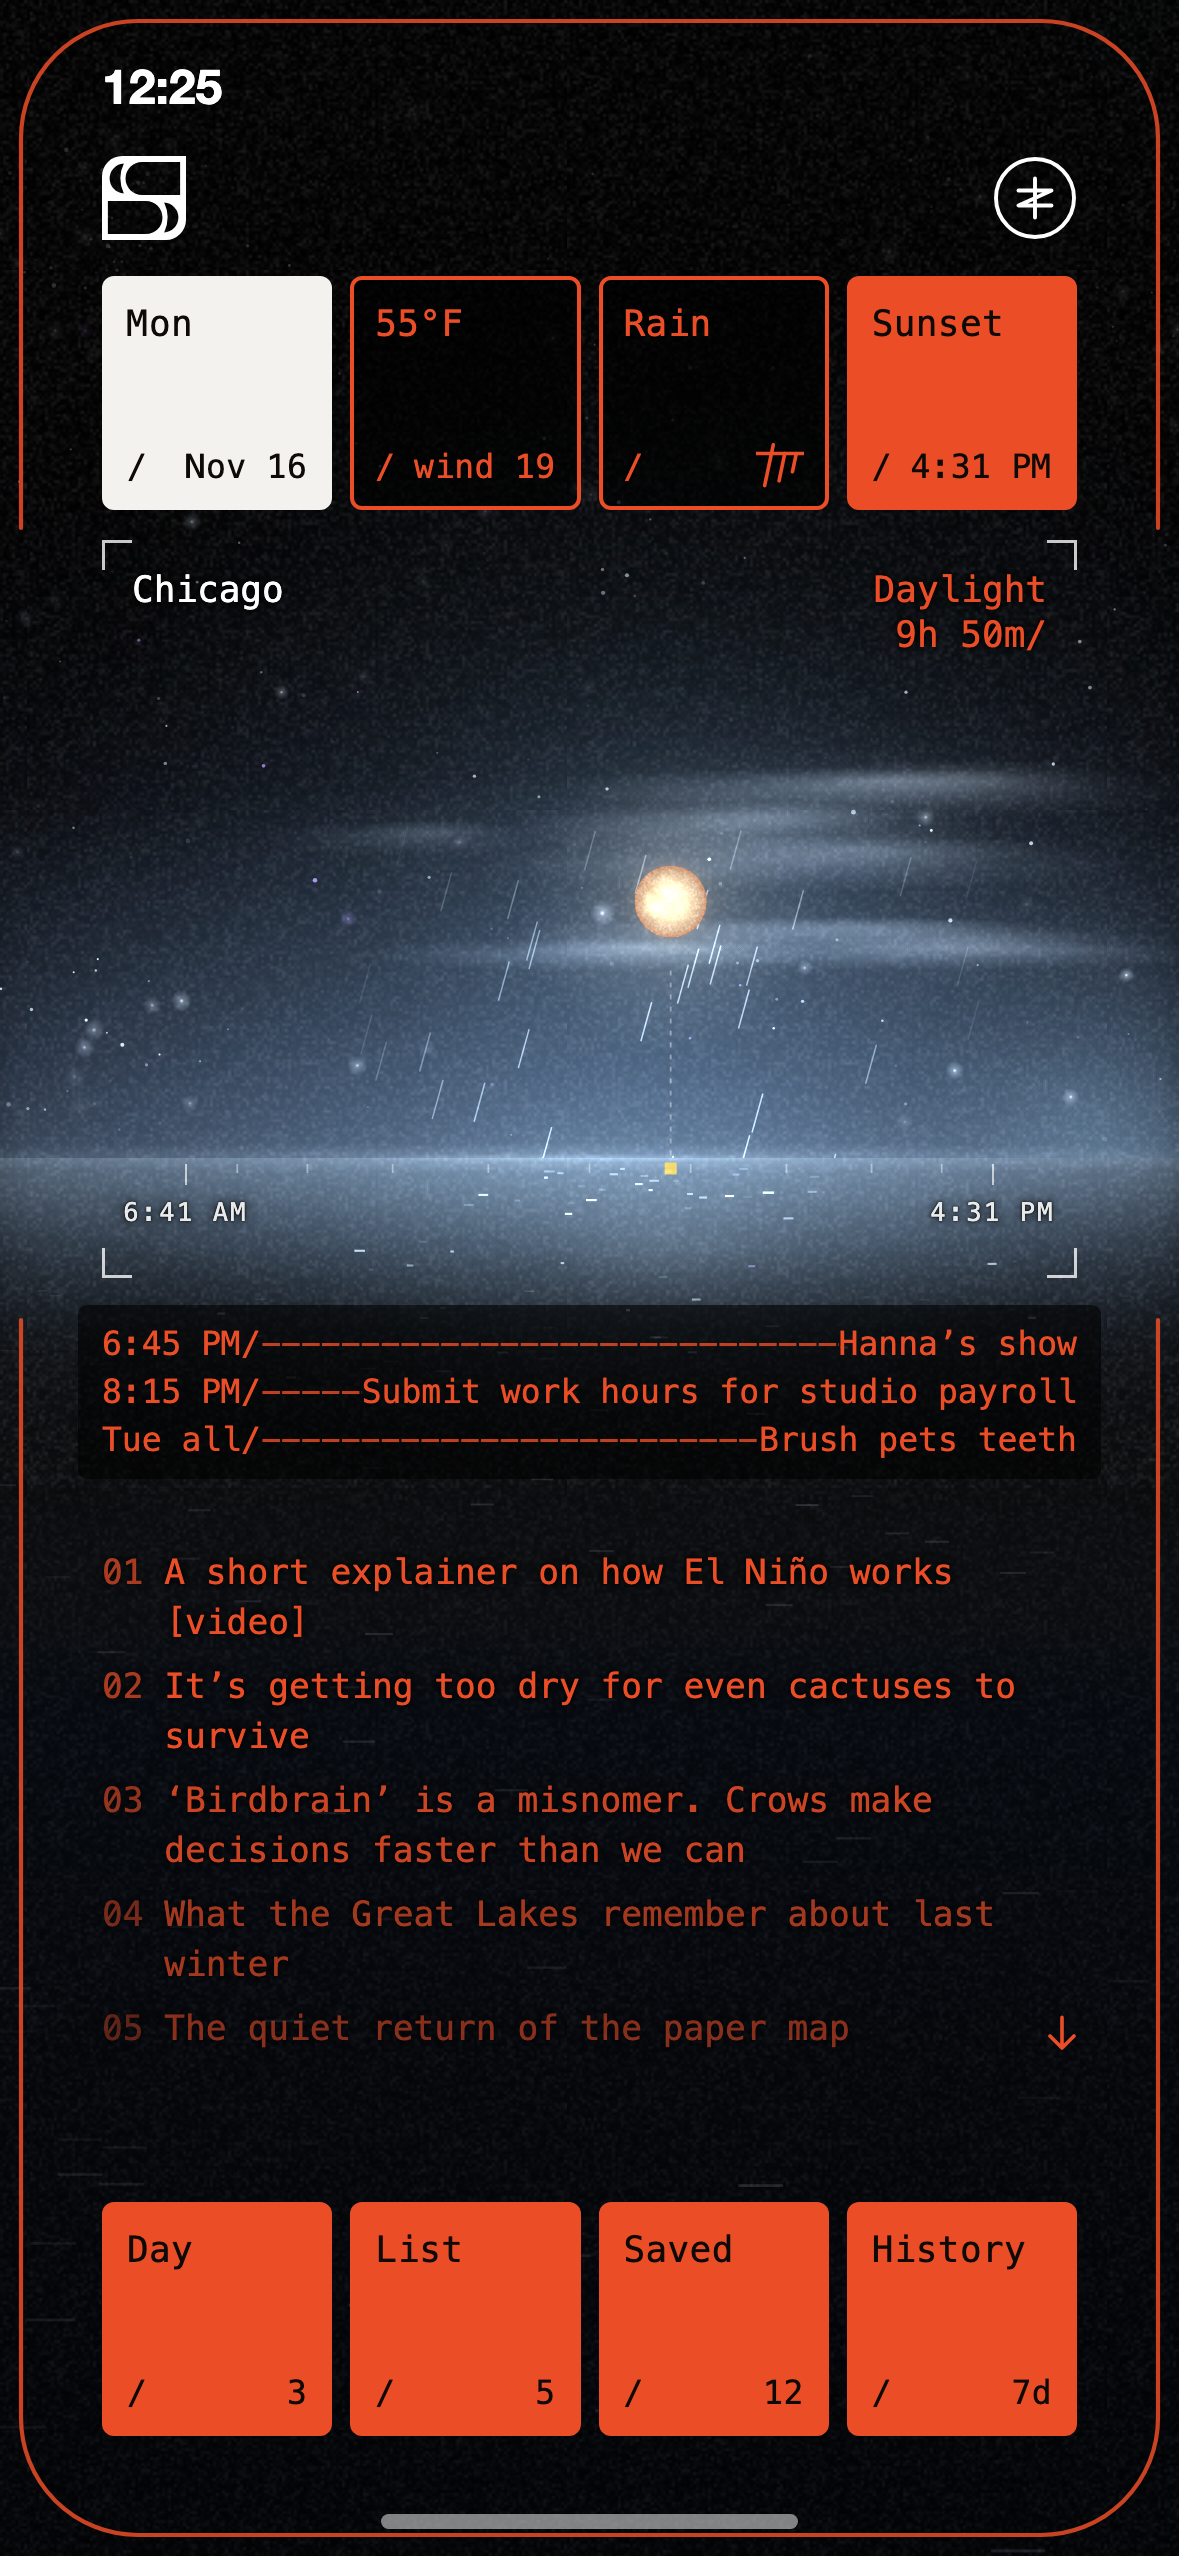 12:25
Mon
/ Nov 16
55°F
/ wind 19
Rain
/
Sunset
/ 4:31 PM
Chicago
Daylight
9h 50m/
6:41 AM
4:31 PM
6:45 PM/—————————————————————————————Hanna’s show
8:15 PM/—————Submit work hours for studio payroll
Tue all/—————————————————————————Brush pets teeth
01 A short explainer on how El Niño works
[video]
02 It’s getting too dry for even cactuses to
survive
03 ‘Birdbrain’ is a misnomer. Crows make
decisions faster than we can
04 What the Great Lakes remember about last
winter
05 The quiet return of the paper map
Day
/ 3
List
/ 5
Saved
/ 12
History
/ 7d